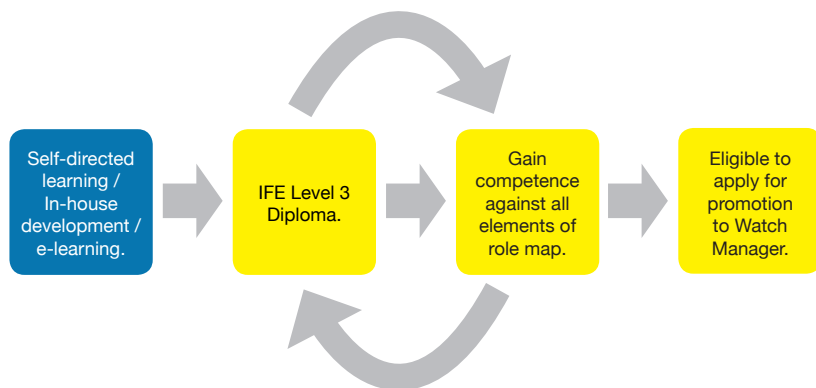 Self-directed
learning /
In-house
development /
e-learning.
IFE Level 3
Diploma.
Gain
competence
against all
elements of
role map.
Eligible to
apply for
promotion
to Watch
Manager.